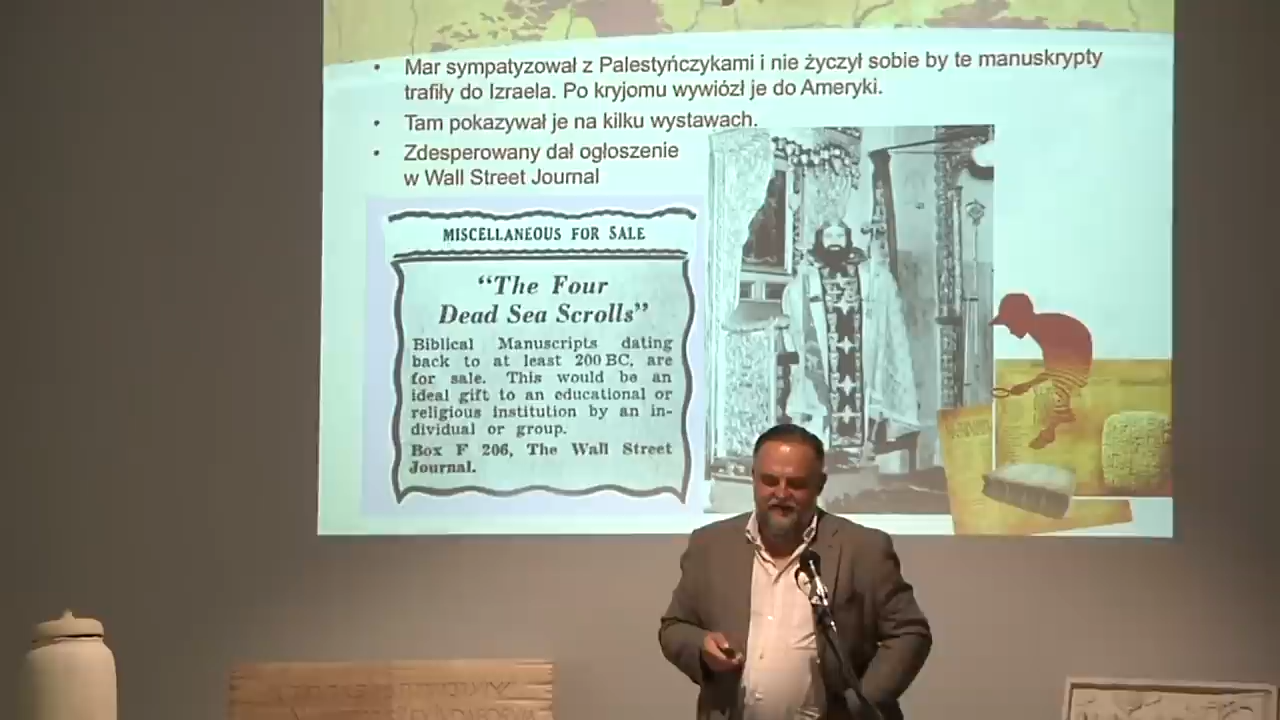 • Mar sympatyzował z Palestyńczykami i nie życzył sobie by te manuskrypty
trafiły do Izraela. Po kryjomu wywiózł je do Ameryki.
• Tam pokazywał je na kilku wystawach.
• Zdesperowany dał ogłoszenie
w Wall Street Journal
MISCELLANEOUS FOR SALE
“The Four
Dead Sea Scrolls”
Biblical Manuscripts dating
back to at least 200 BC, are
for sale. This would be an
ideal gift to an educational or
religious institution by an in-
dividual or group.
Box F 206, The Wall Street
Journal.